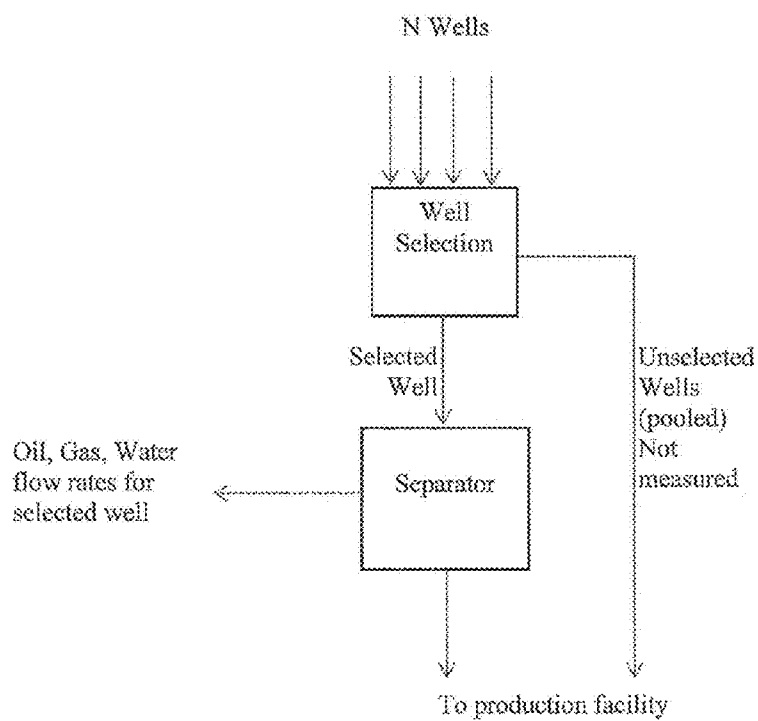 N Wells
Well
Selection
Selected
Well
Unselected
Wells
(pooled)
Not
measured
Oil, Gas, Water
flow rates for
selected well
Separator
To production facility